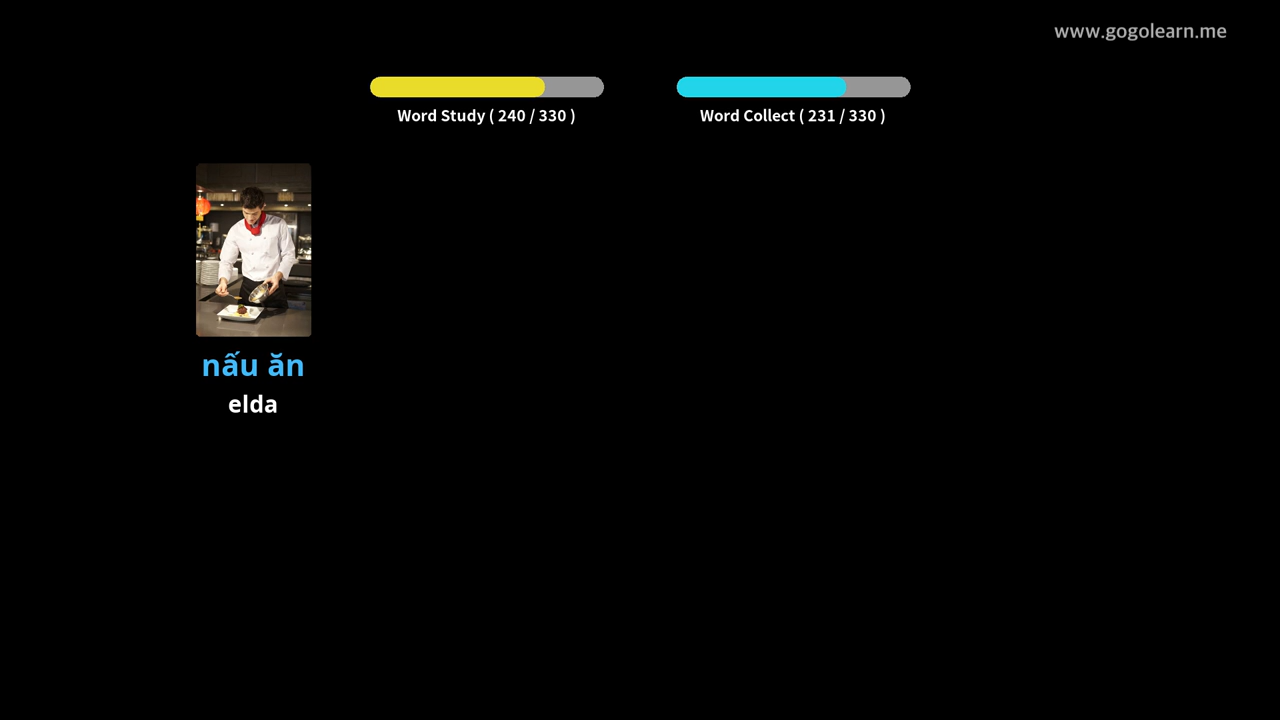 www.gogolearn.me
Word Study ( 240 / 330 )
Word Collect ( 231 / 330 )
nấu ăn
elda